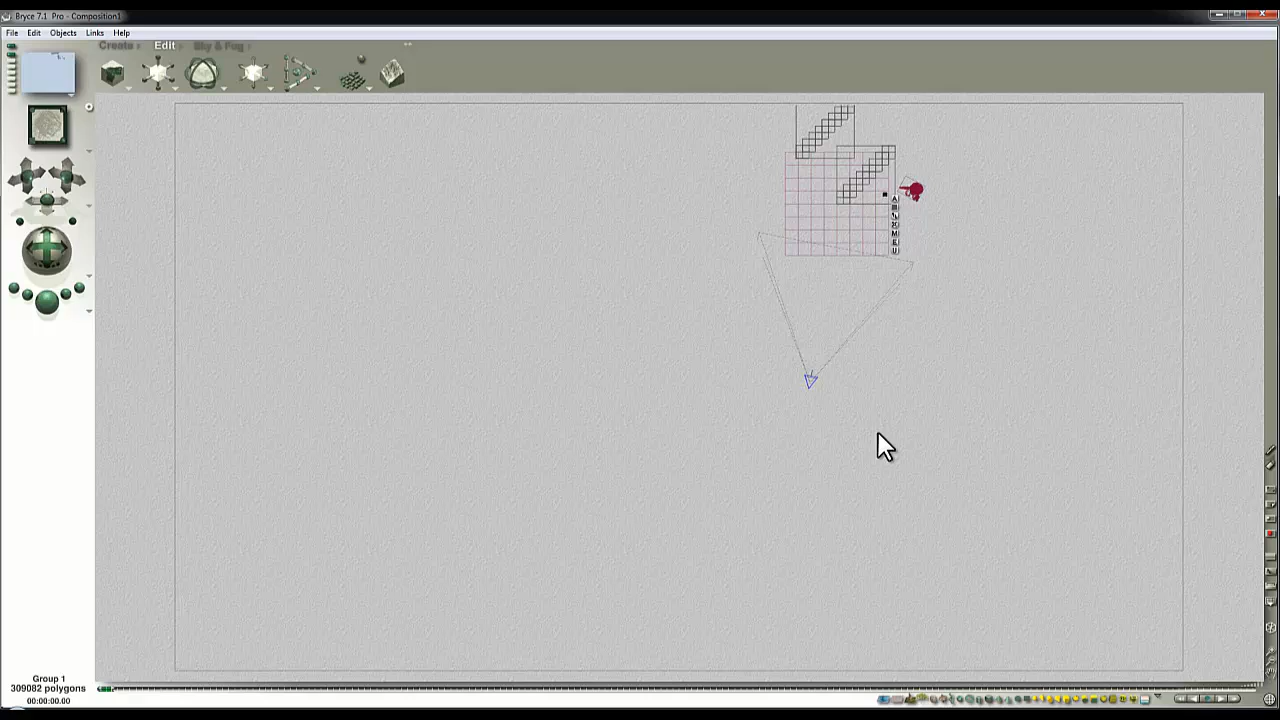 Bryce 7.1 Pro - Composition1
File Edit Objects Links Help
Create Edit Sky & Fog
A
M
E
U
Group 1
309082 polygons
00:00:00.00